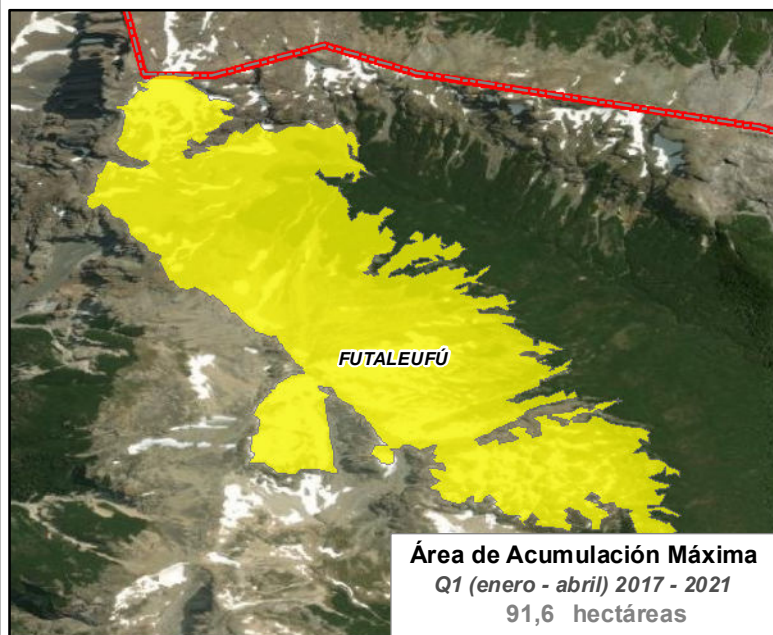 FUTALEUFÚ
Área de Acumulación Máxima
Q1 (enero - abril) 2017 - 2021
91,6 hectáreas